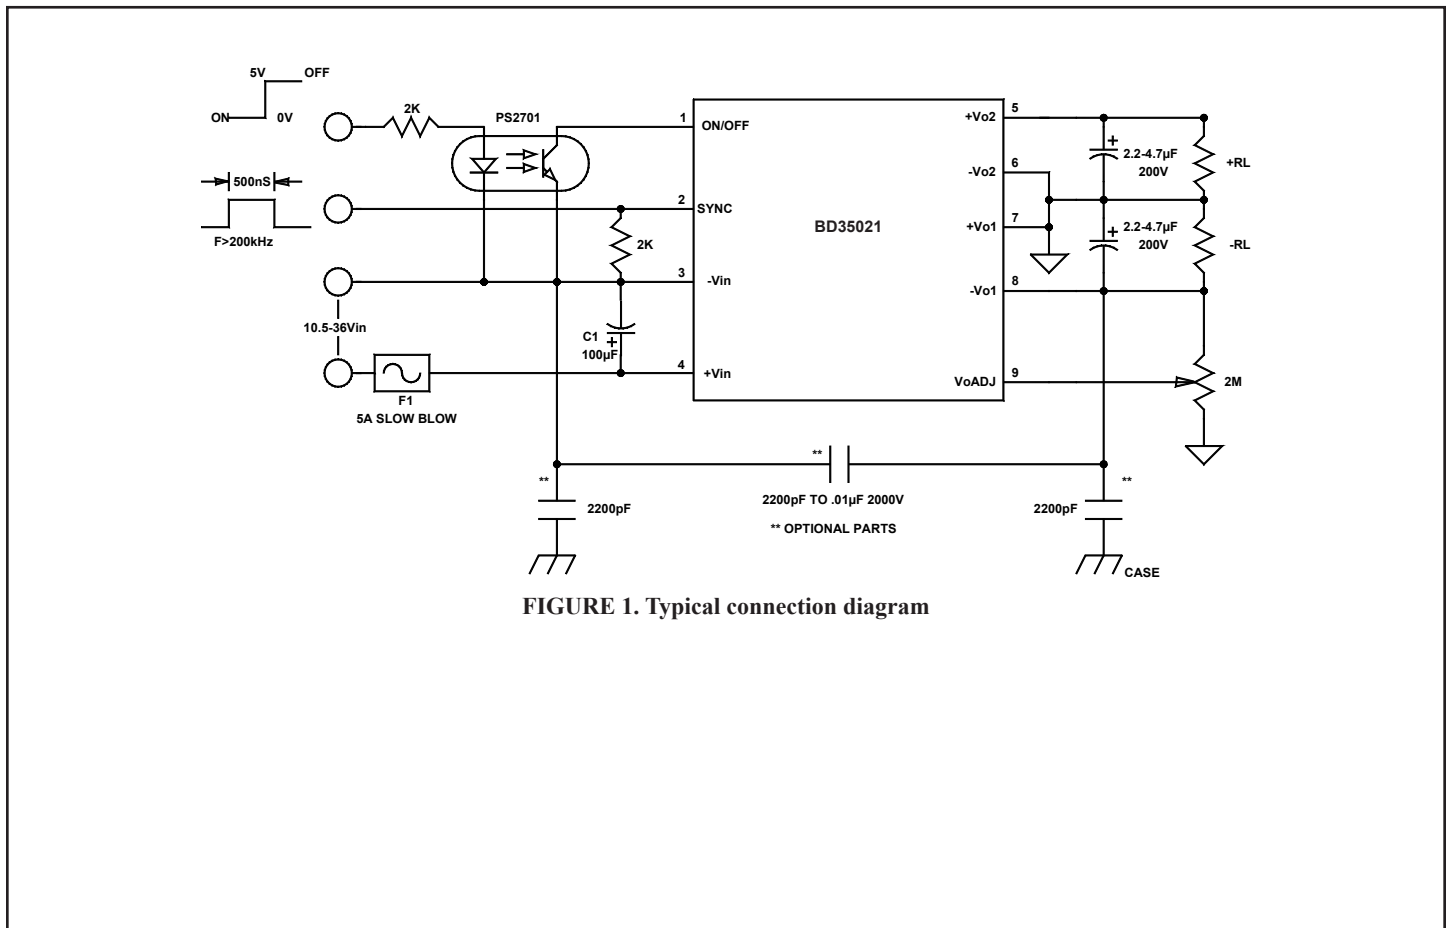 5V OFF
ON 0V
2K
PS2701
500nS
F>200kHz
10.5-36Vin
F1
5A SLOW BLOW
2K
C1
100µF
1
ON/OFF
2
SYNC
3
-Vin
4
+Vin
BD35021
5
+Vo2
6
-Vo2
7
+Vo1
8
-Vo1
9
VoADJ
2.2-4.7µF
200V
+RL
2.2-4.7µF
200V
-RL
2M
**
2200pF
**
2200pF TO .01µF 2000V
** OPTIONAL PARTS
**
2200pF
CASE
FIGURE 1. Typical connection diagram